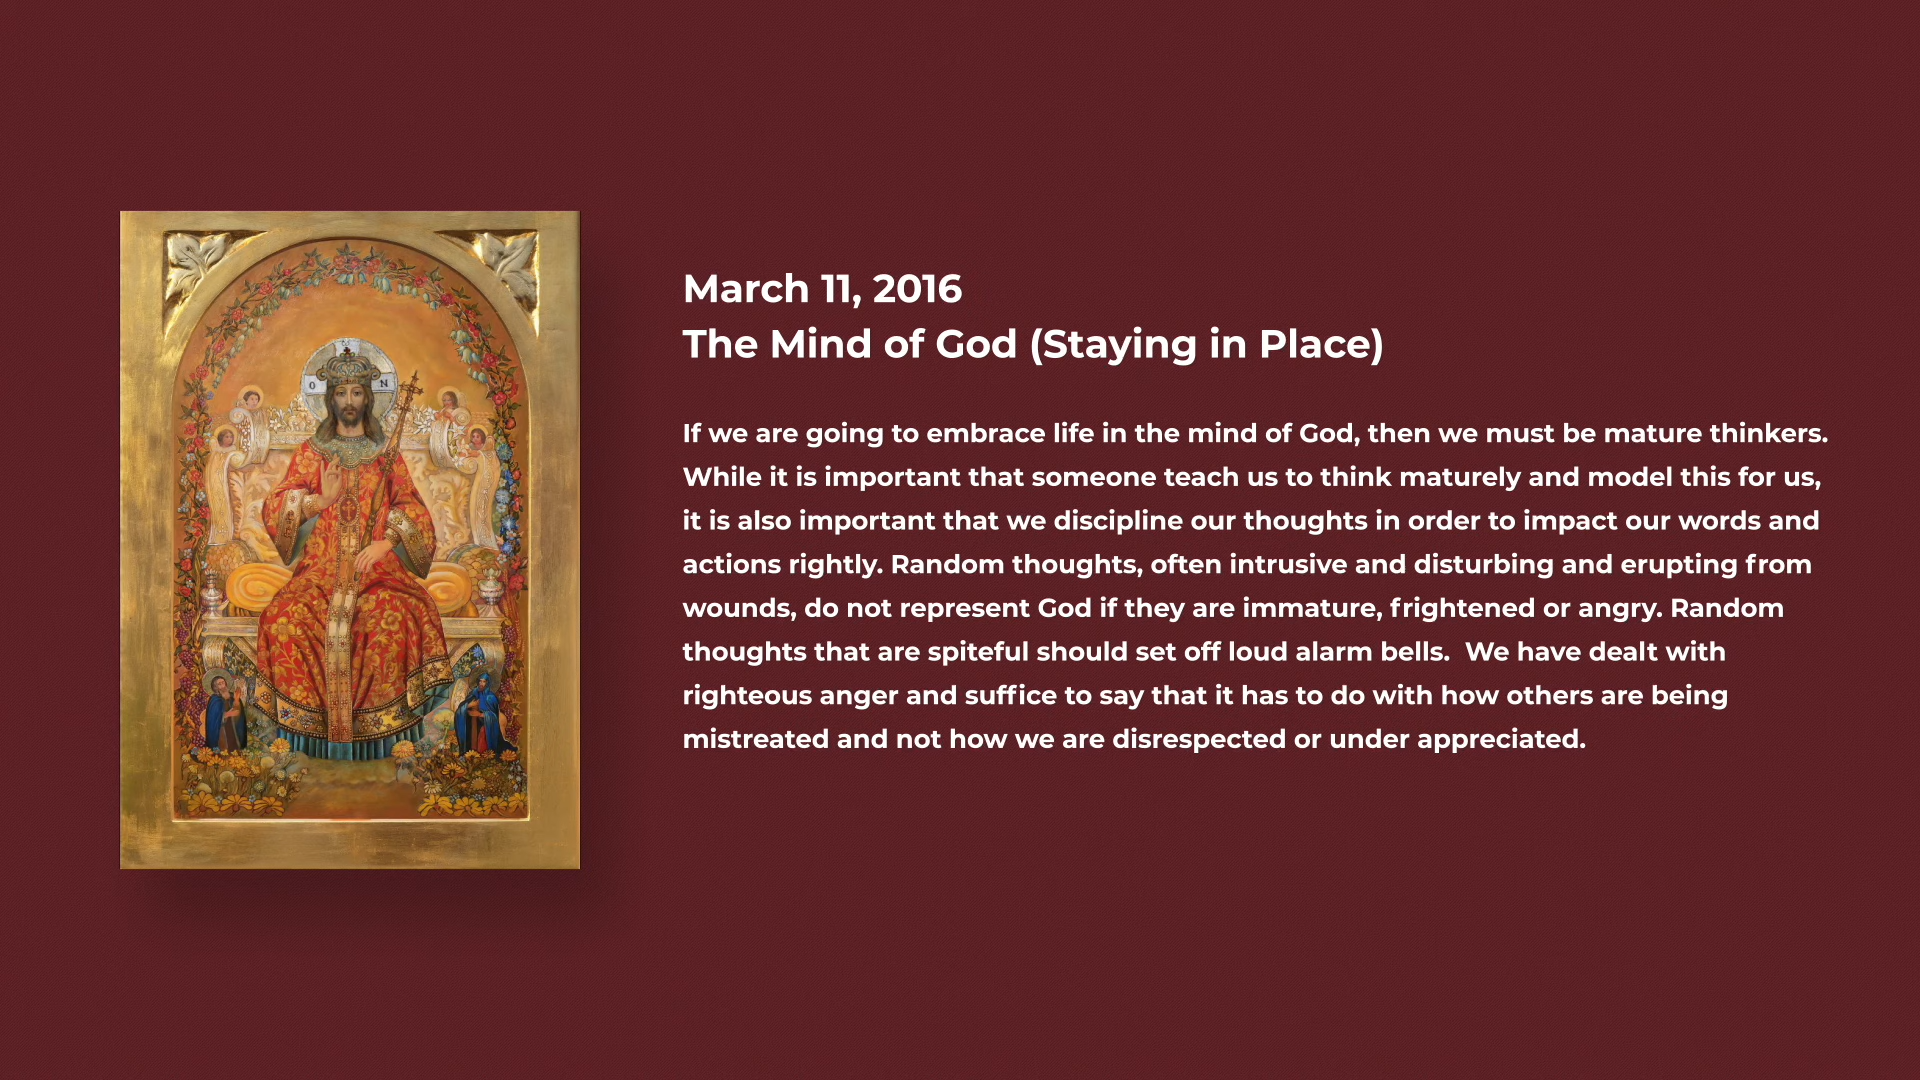 March 11, 2016
The Mind of God (Staying in Place)
If we are going to embrace life in the mind of God, then we must be mature thinkers.
While it is important that someone teach us to think maturely and model this for us,
it is also important that we discipline our thoughts in order to impact our words and
actions rightly. Random thoughts, often intrusive and disturbing and erupting from
wounds, do not represent God if they are immature, frightened or angry. Random
thoughts that are spiteful should set off loud alarm bells.  We have dealt with
righteous anger and suffice to say that it has to do with how others are being
mistreated and not how we are disrespected or under appreciated.
O N